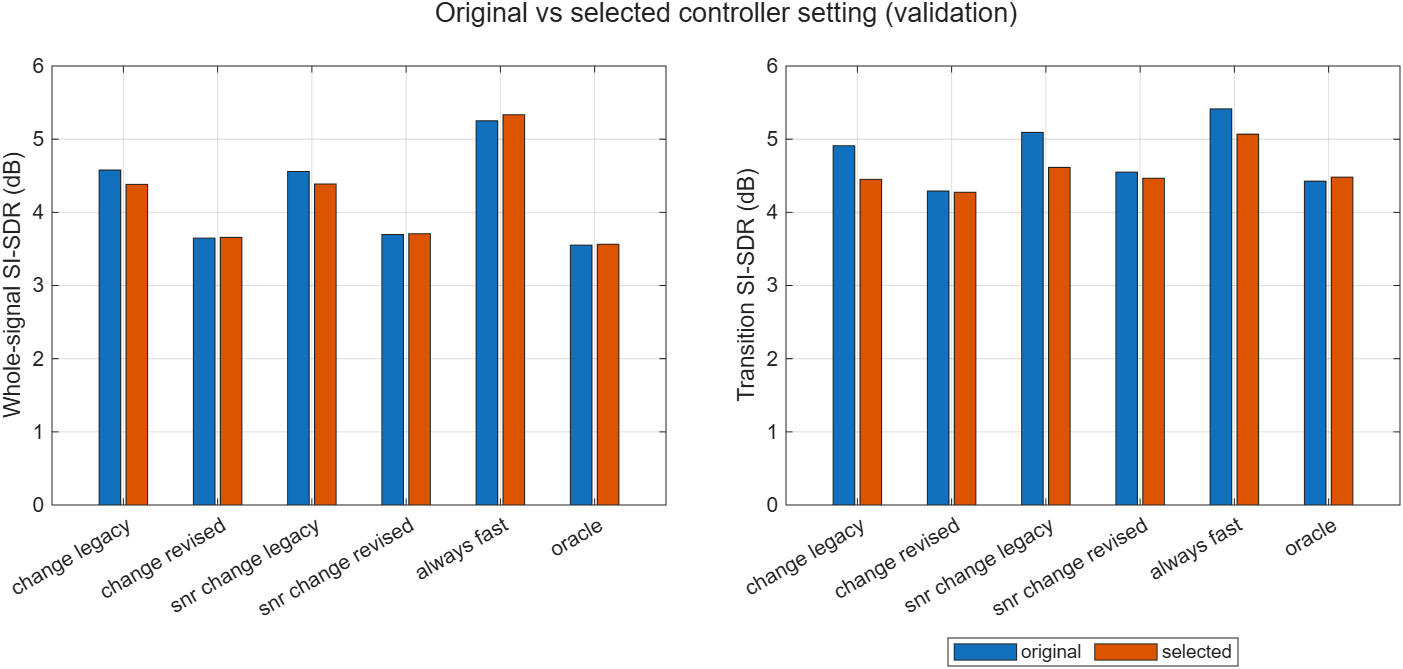 Original vs selected controller setting (validation)
Whole-signal SI-SDR (dB)
6
5
4
3
2
1
0
change legacy
change revised
snr change legacy
snr change revised
always fast
oracle
Transition SI-SDR (dB)
6
5
4
3
2
1
0
change legacy
change revised
snr change legacy
snr change revised
always fast
oracle
original
selected